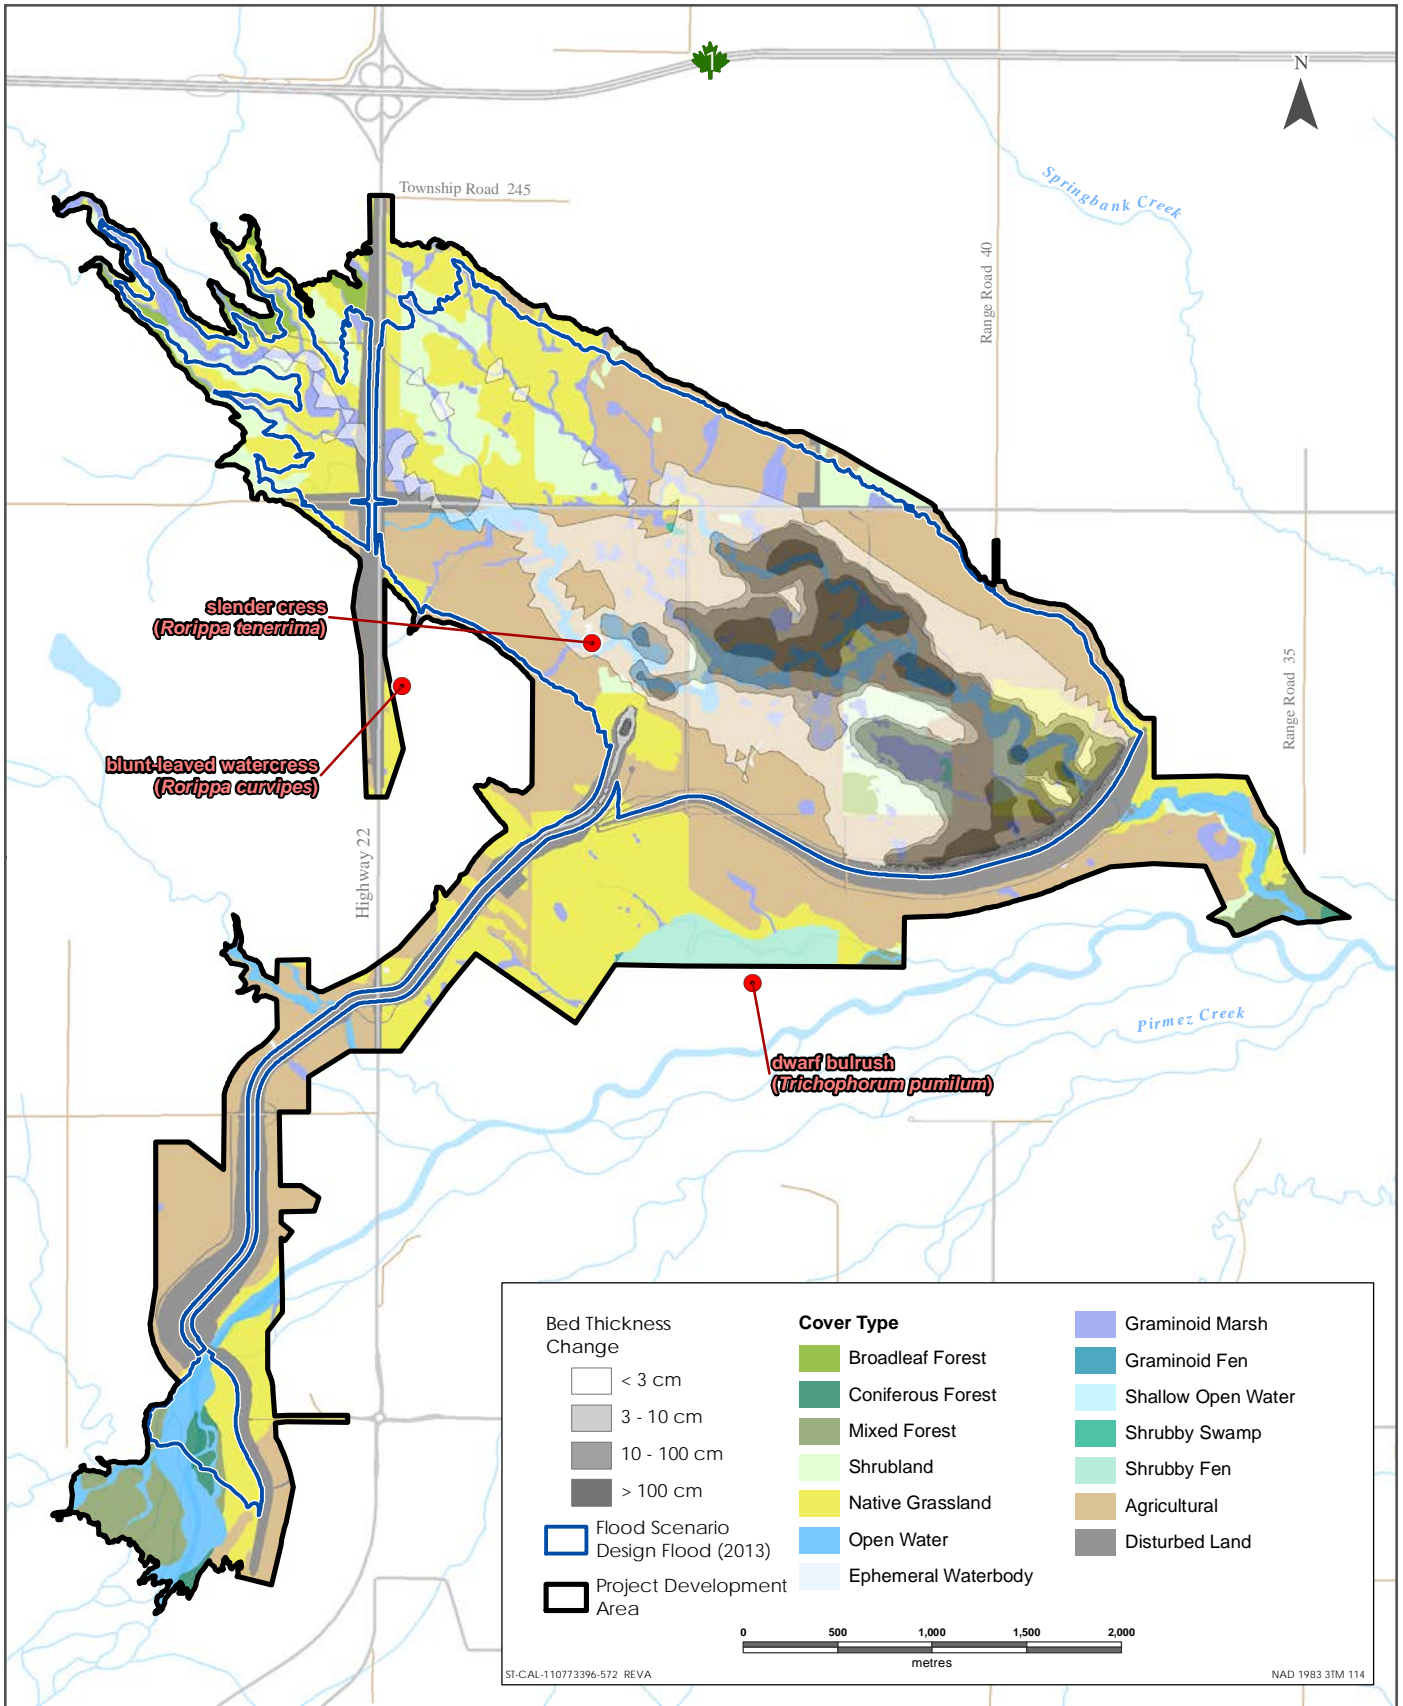 1
N
Township Road 245
Springbank Creek
Range Road 40
slender cress
(Rorippa tenerrima)
Range Road 35
blunt-leaved watercress
(Rorippa curvipes)
Highway 22
Pirmez Creek
dwarf bulrush
(Trichophorum pumilum)
Bed Thickness
Change
< 3 cm
3 - 10 cm
10 - 100 cm
> 100 cm
Flood Scenario
Design Flood (2013)
Project Development
Area
Cover Type
Broadleaf Forest
Coniferous Forest
Mixed Forest
Shrubland
Native Grassland
Open Water
Ephemeral Waterbody
Graminoid Marsh
Graminoid Fen
Shallow Open Water
Shrubby Swamp
Shrubby Fen
Agricultural
Disturbed Land
0 500 1,000 1,500 2,000
metres
ST-CAL-110773396-572 REVA
NAD 1983 3TM 114